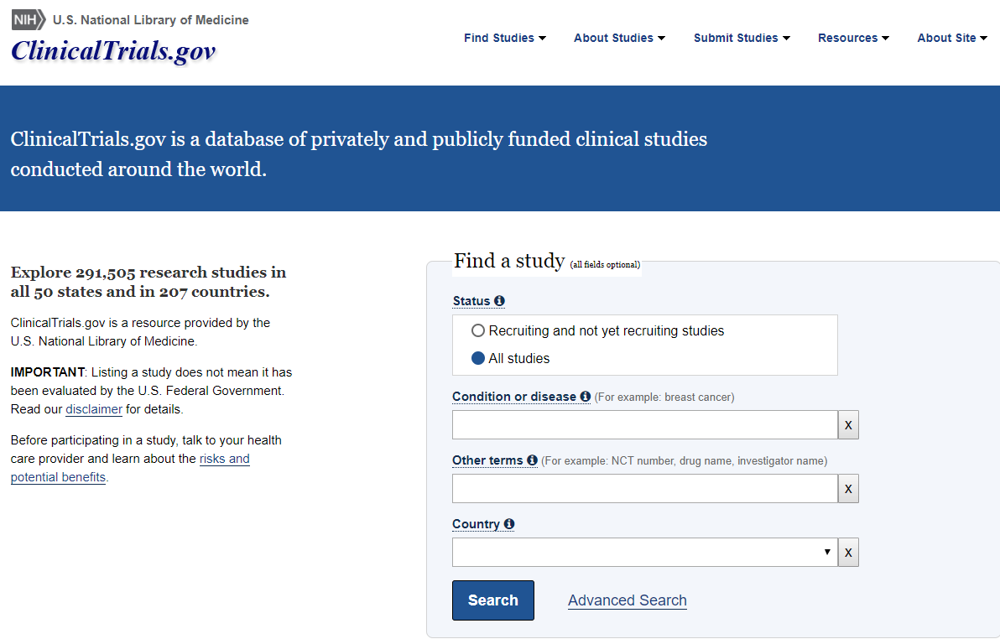 NIH U.S. National Library of Medicine
ClinicalTrials.gov
Find Studies About Studies Submit Studies Resources About Site
ClinicalTrials.gov is a database of privately and publicly funded clinical studies
conducted around the world.
Explore 291,505 research studies in
all 50 states and in 207 countries.
ClinicalTrials.gov is a resource provided by the
U.S. National Library of Medicine.
IMPORTANT: Listing a study does not mean it has
been evaluated by the U.S. Federal Government.
Read our disclaimer for details.
Before participating in a study, talk to your health
care provider and learn about the risks and
potential benefits.
Find a study (all fields optional)
Status
Recruiting and not yet recruiting studies
All studies
Condition or disease (For example: breast cancer)
X
Other terms (For example: NCT number, drug name, investigator name)
X
Country
X
Search Advanced Search